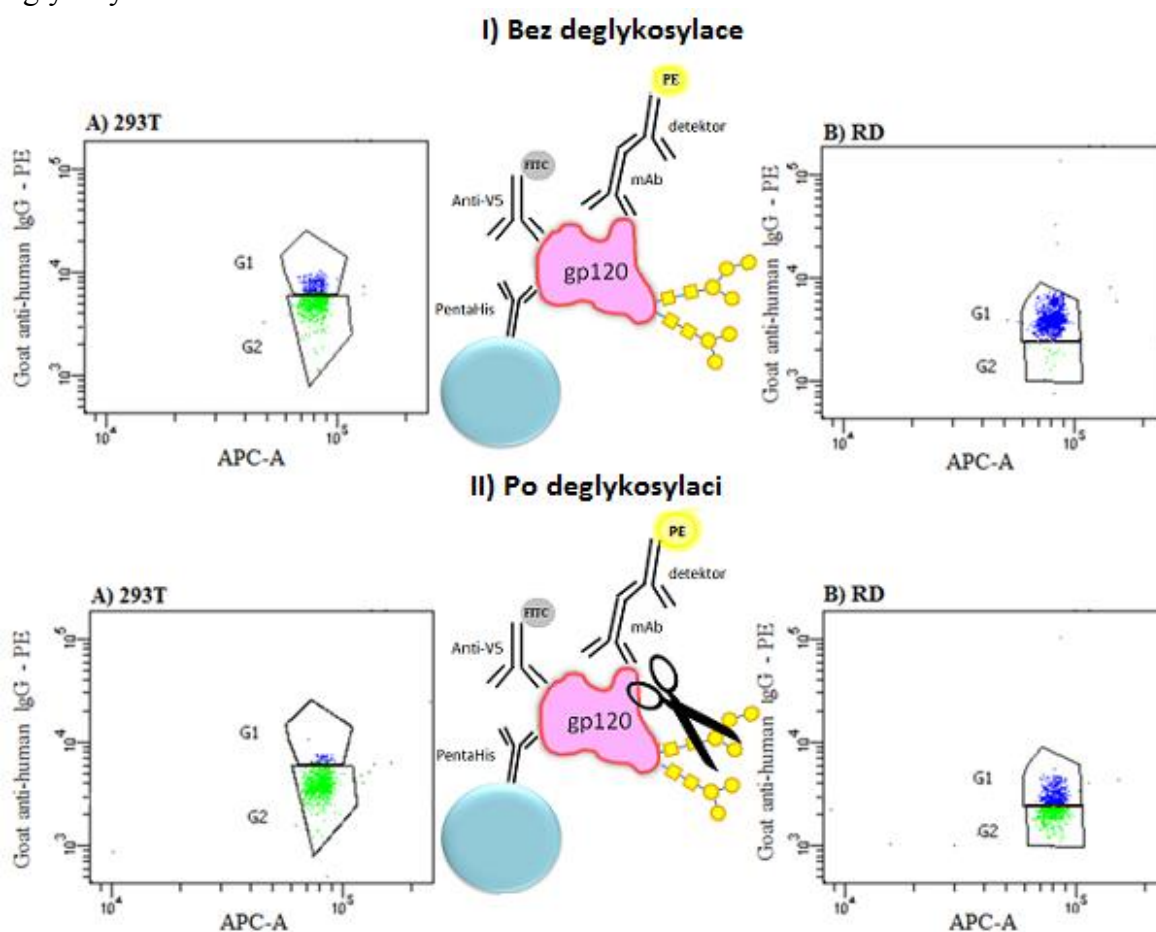 I) Bez deglykosylace
A) 293T
Goat anti-human IgG - PE
10^5
10^4
10^3
G1
G2
10^4
10^5
APC-A
PE
detektor
mAb
FITC
Anti-V5
gp120
PentaHis
B) RD
Goat anti-human IgG - PE
10^5
10^4
10^3
G1
G2
10^4
10^5
APC-A
II) Po deglykosylaci
A) 293T
Goat anti-human IgG - PE
10^5
10^4
10^3
G1
G2
10^4
10^5
APC-A
PE
detektor
mAb
FITC
Anti-V5
gp120
PentaHis
B) RD
Goat anti-human IgG - PE
10^5
10^4
10^3
G1
G2
10^4
10^5
APC-A